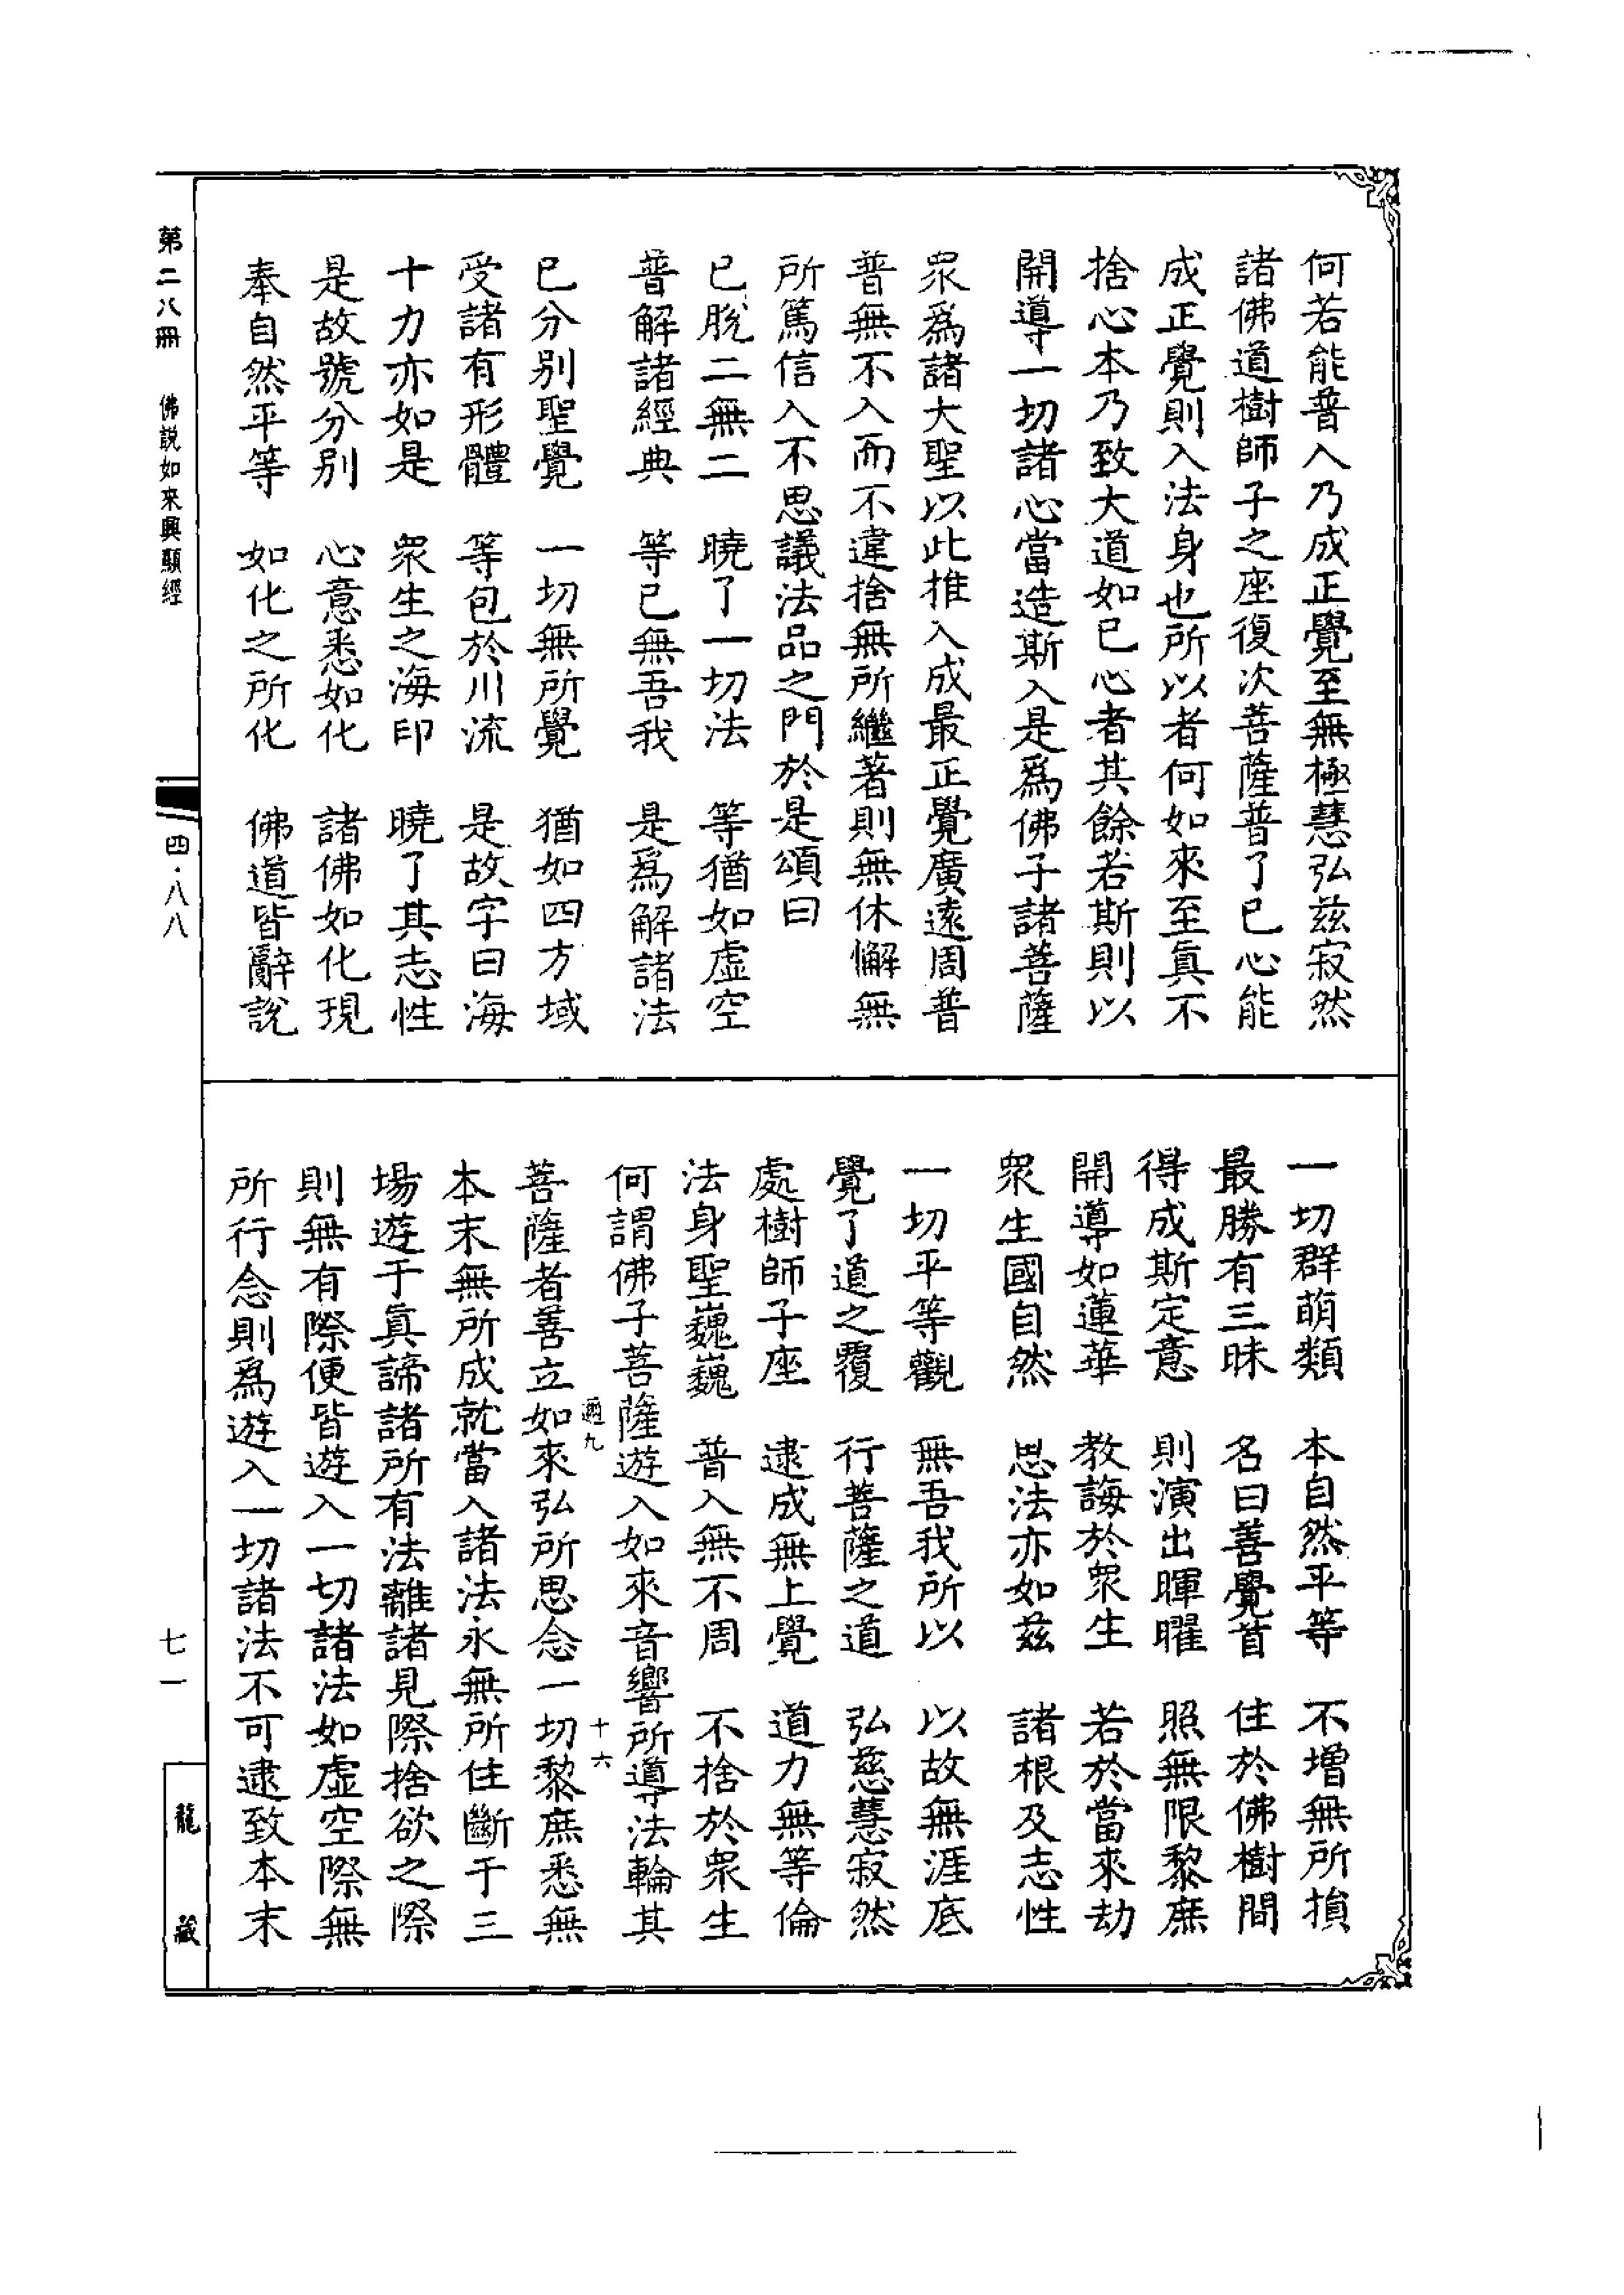 何若能普入乃成正覺至無極慧弘茲寂然
諸佛道樹師子之座復次菩薩普了已心能
成正覺則入法身也所以者何如來至真不
捨心本乃致大道如已心者其餘若斯則以
開導一切諸心當造斯入是爲佛子諸菩薩
眾爲諸大聖以此推入成最正覺廣遠周普
普無不入而不違捨無所繼著則無休懈無
所篤信入不思議法品之門於是頌曰
已脫二無二　曉了一切法　等猶如虛空
普解諸經典　等已無吾我　是爲解諸法
已分別聖覺　一切無所覺　猶如四方域
受諸有形體　等包於川流　是故字曰海
十力亦如是　眾生之海印　曉了其志性
是故號分別　心意悉如化　諸佛如化現
奉自然平等　如化之所化　佛道皆辭說
一切群萌類　本自然平等　不增無所損
最勝有三昧　名曰善覺首　住於佛樹間
得成斯定意　則演出暉曜　照無限黎庶
開導如蓮華　教誨於眾生　若於當來劫
眾生國自然　思法亦如茲　諸根及志性
一切平等觀　無吾我所以　以故無涯底
覺了道之覆　行菩薩之道　弘慈慧寂然
處樹師子座　逮成無上覺　道力無等倫
法身聖巍巍　普入無不周　不捨於眾生
何謂佛子菩薩遊入如來音響所導法輪其
菩薩者善立如來弘所思念一切黎庶悉無
本末無所成就當入諸法永無所住斷于三
場遊于真諦諸所有法離諸見際捨欲之際
則無有際便皆遊入一切諸法如虛空際無
所行念則爲遊入一切諸法不可逮致本末
通九
十六
第二八冊　佛說如來興顯經
四·八八
七一
龍藏